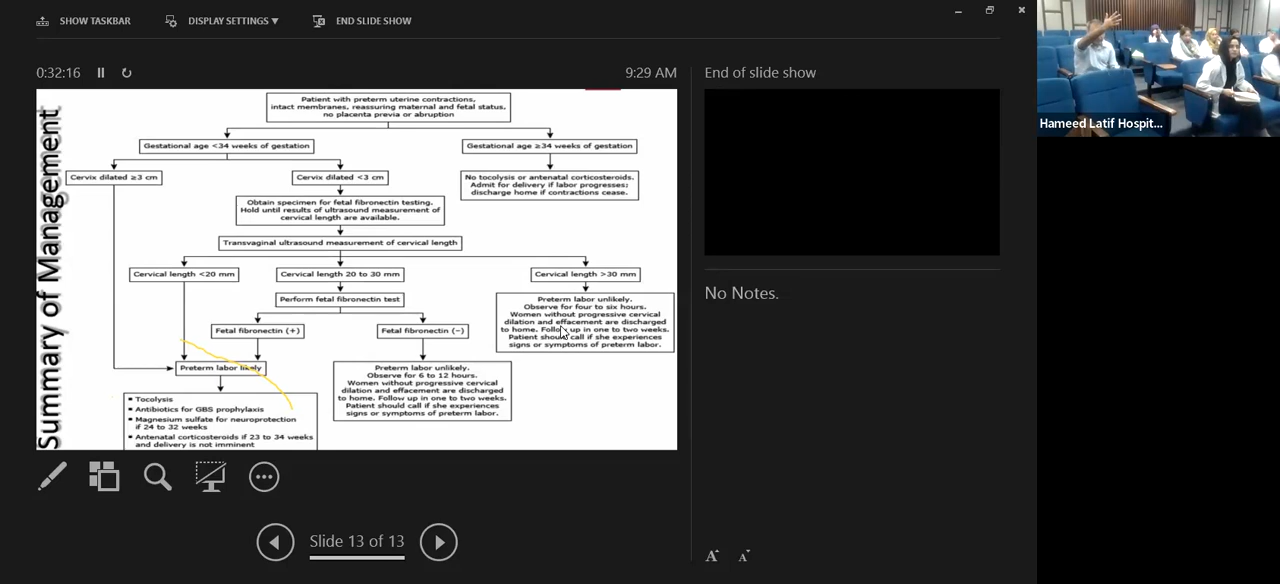 SHOW TASKBAR
DISPLAY SETTINGS ▼
END SLIDE SHOW
0:32:16
9:29 AM
End of slide show
Summary of Management
Patient with preterm uterine contractions,
intact membranes, reassuring maternal and fetal status,
no placenta previa or abruption
Gestational age <34 weeks of gestation
Gestational age ≥34 weeks of gestation
Cervix dilated ≥3 cm
Cervix dilated <3 cm
No tocolysis or antenatal corticosteroids.
Admit for delivery if labor progresses;
discharge home if contractions cease.
Obtain specimen for fetal fibronectin testing.
Hold until results of ultrasound measurement of
cervical length are available.
Transvaginal ultrasound measurement of cervical length
Cervical length <20 mm
Cervical length 20 to 30 mm
Cervical length >30 mm
Perform fetal fibronectin test
Preterm labor unlikely.
Observe for four to six hours.
Women without progressive cervical
dilation and effacement are discharged
to home. Follow up in one to two weeks.
Patient should call if she experiences
signs or symptoms of preterm labor.
Fetal fibronectin (+)
Fetal fibronectin (−)
Preterm labor likely
Preterm labor unlikely.
Observe for 6 to 12 hours.
Women without progressive cervical
dilation and effacement are discharged
to home. Follow up in one to two weeks.
Patient should call if she experiences
signs or symptoms of preterm labor.
▪ Tocolysis
▪ Antibiotics for GBS prophylaxis
▪ Magnesium sulfate for neuroprotection
if 24 to 32 weeks
▪ Antenatal corticosteroids if 23 to 34 weeks
and delivery is not imminent
No Notes.
Slide 13 of 13
A A
Hameed Latif Hospit...